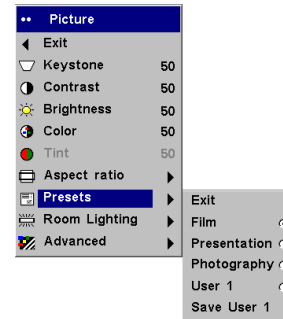 Picture
Exit
Keystone 50
Contrast 50
Brightness 50
Color 50
Tint 50
Aspect ratio
Presets
Room Lighting
Advanced
Exit
Film
Presentation
Photography
User 1
Save User 1